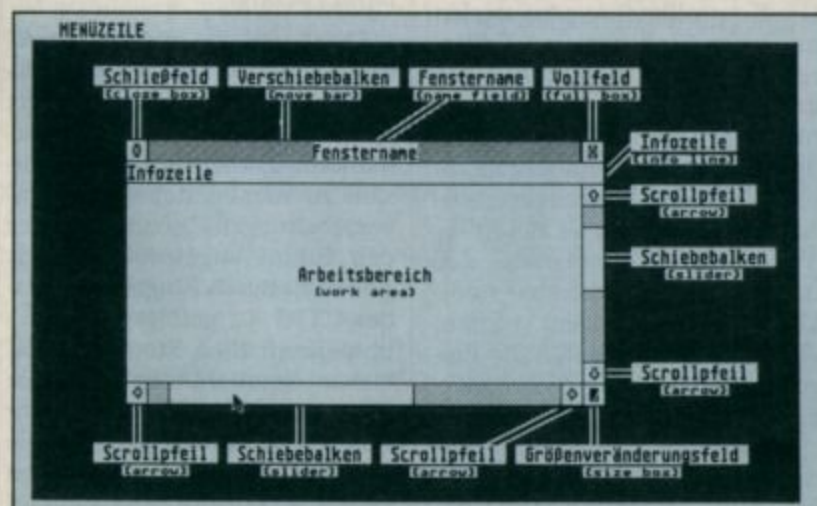 MENÜZEILE
Schließfeld
(close box)
Verschiebebalken
(move bar)
Fenstername
(name field)
Vollfeld
(full box)
Fenstername
Infozeile
(info line)
Infozeile
Scrollpfeil
(arrow)
Schiebebalken
(slider)
Arbeitsbereich
(work area)
Scrollpfeil
(arrow)
Scrollpfeil
(arrow)
Schiebebalken
(slider)
Scrollpfeil
(arrow)
Größenveränderungsfeld
(size box)